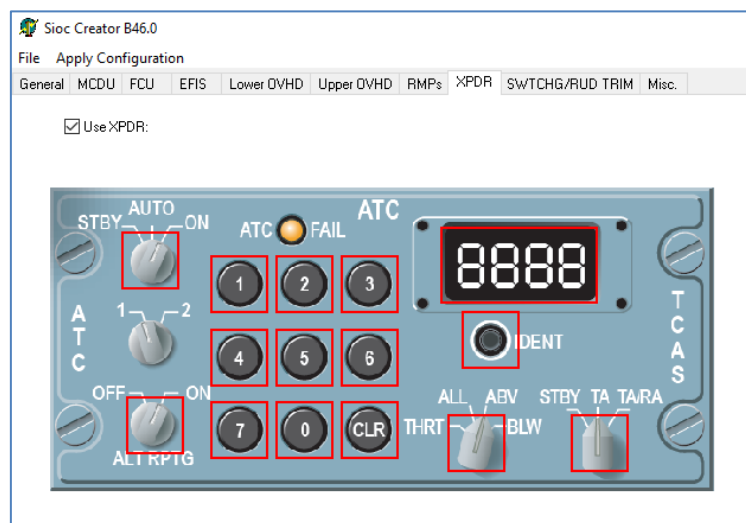 Sioc Creator B46.0
File Apply Configuration
General MCDU FCU EFIS Lower OVHD Upper OVHD RMPs XPDR SWTCHG/RUD TRIM Misc.
Use XPDR:
STBY AUTO ON
ATC FAIL
ATC
8888
1 2 3
ATC
1 2
4 5 6
IDENT
TCAS
OFF ON
ALT RPTG
7 0 CLR
THRT ALL ABV BLW
STBY TA TA/RA